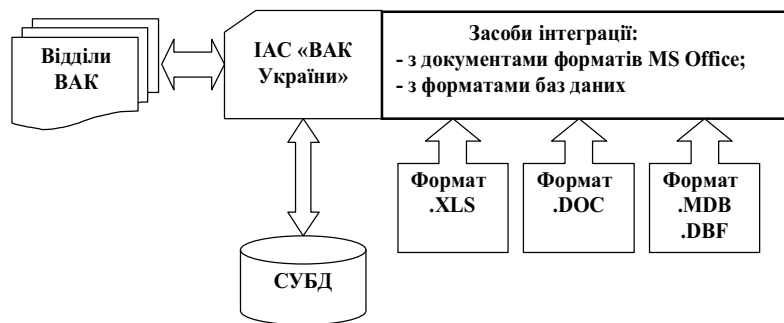 Відділи
ВАК
ІАС «ВАК
України»
Засоби інтеграції:
- з документами форматів MS Office;
- з форматами баз даних
Формат
.XLS
Формат
.DOC
Формат
.MDB
.DBF
СУБД